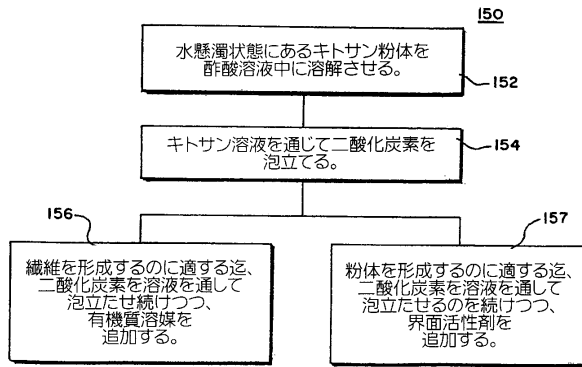 150
水懸濁状態にあるキトサン粉体を
酢酸溶液中に溶解させる。
152
キトサン溶液を通じて二酸化炭素を
泡立てる。
154
156
繊維を形成するのに適する迄、
二酸化炭素を溶液を通して
泡立たせ続けつつ、
有機質溶媒を
追加する。
157
粉体を形成するのに適する迄、
二酸化炭素を溶液を通して
泡立たせるのを続けつつ、
界面活性剤を
追加する。